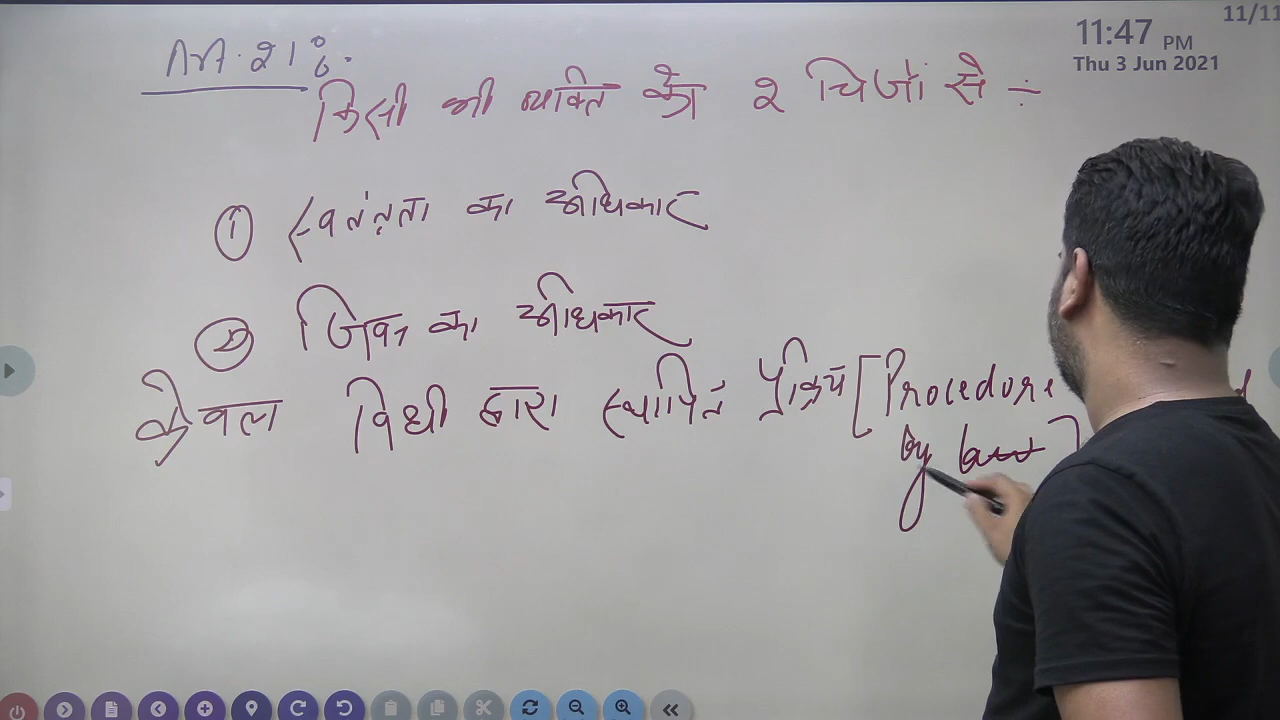 11/11
11:47 PM
Thu 3 Jun 2021
Art. 21 :-
किसी भी व्यक्ति को 2 चिजों से ÷
① स्वतंत्रता का अधिकार
② जिवन का अधिकार
केवल विधी द्वारा स्थापित प्रक्रिय [Procedure
by law]